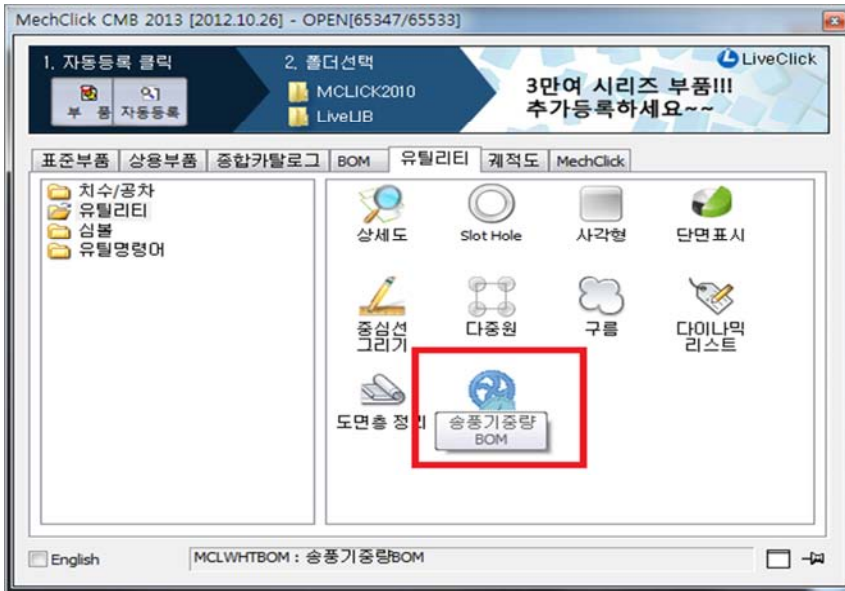 MechClick CMB 2013 [2012.10.26] - OPEN[65347/65533]
1. 자동등록 클릭
부 품
자동등록
2. 폴더선택
MCLICK2010
LiveLIB
LiveClick
3만여 시리즈 부품!!!
추가등록하세요~~
표준부품 상용부품 종합카탈로그 BOM 유틸리티 궤적도 MechClick
치수/공차
유틸리티
심볼
유틸명령어
상세도 Slot Hole 사각형 단면표시
중심선
그리기
다중원
구름
다이나믹
리스트
도면층 정리
송풍기중량
BOM
English
MCLWHTBOM : 송풍기중량BOM